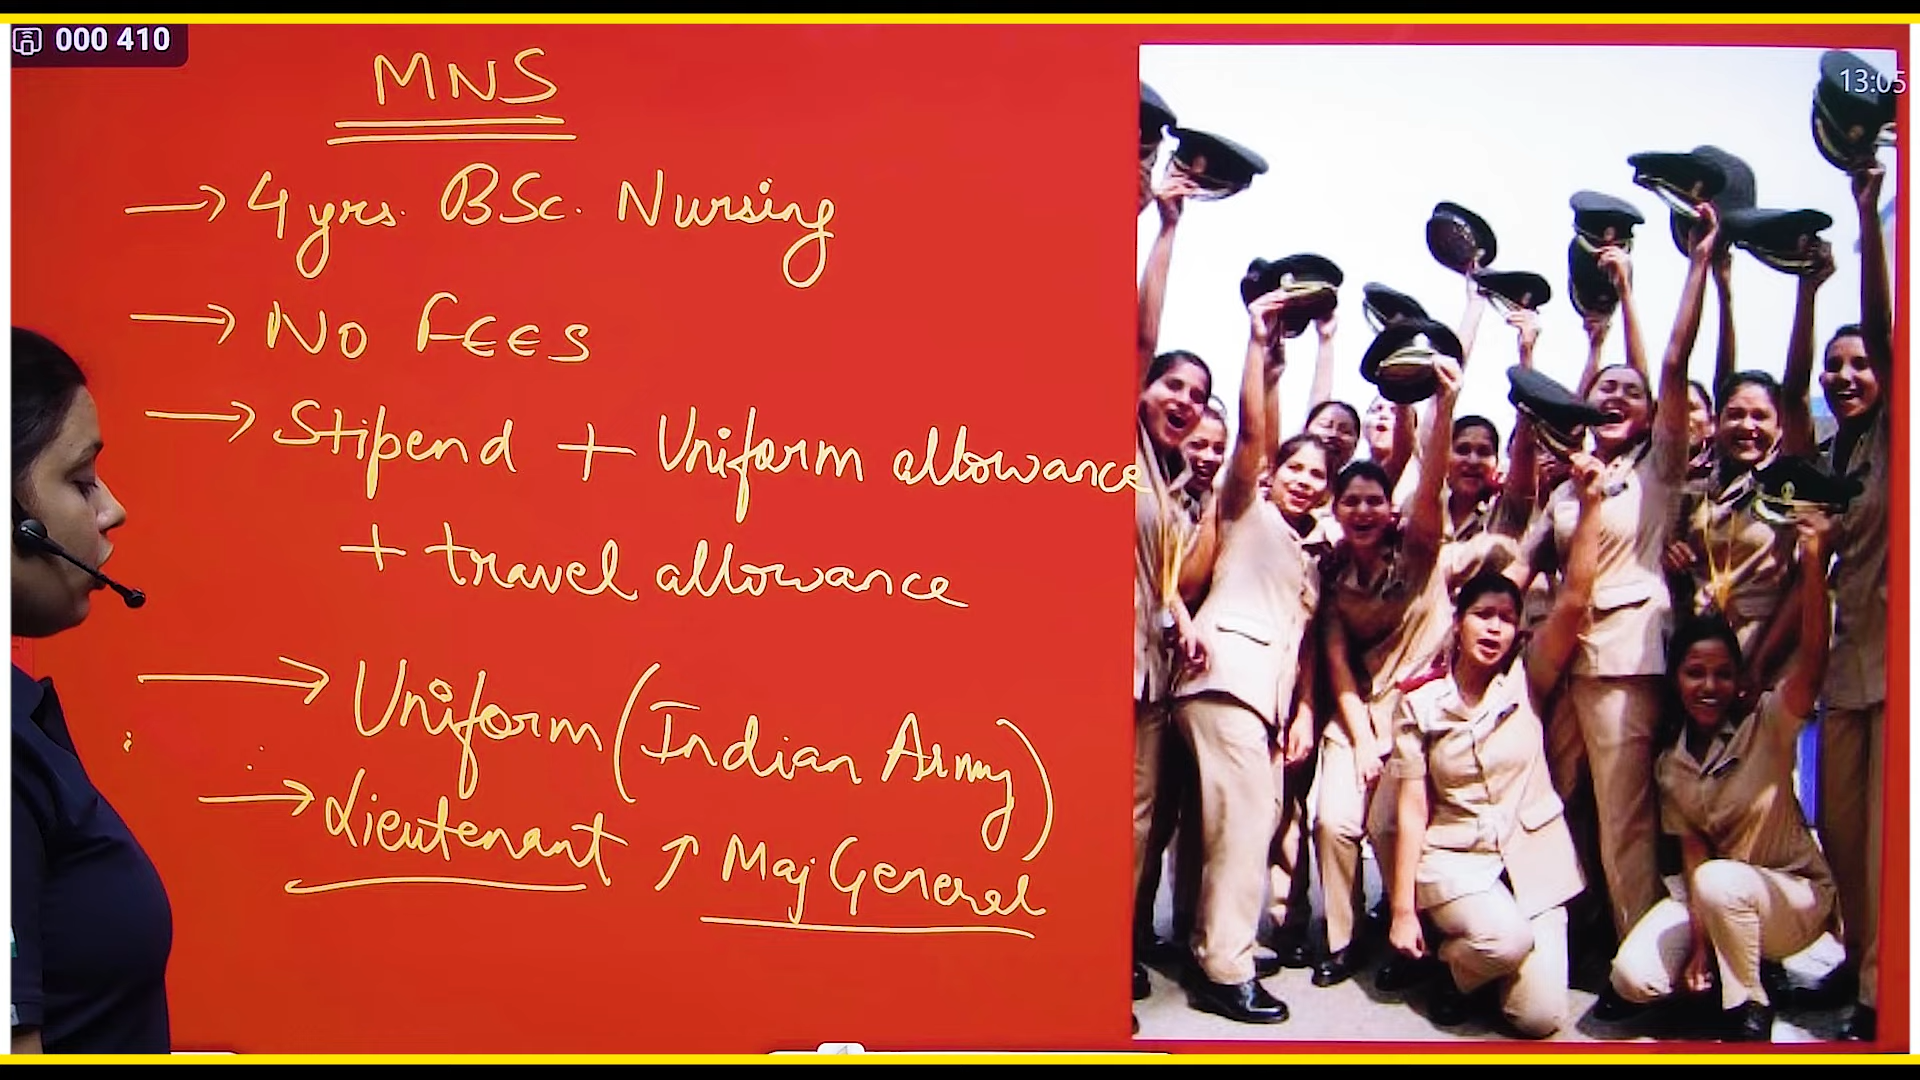 000 410
MNS
13:05
→ 4 yrs. BSc. Nursing
→ NO FEES
→ Stipend + Uniform allowance
+ travel allowance
→ Uniform (Indian Army)
→ Lieutenant ↑ Maj General